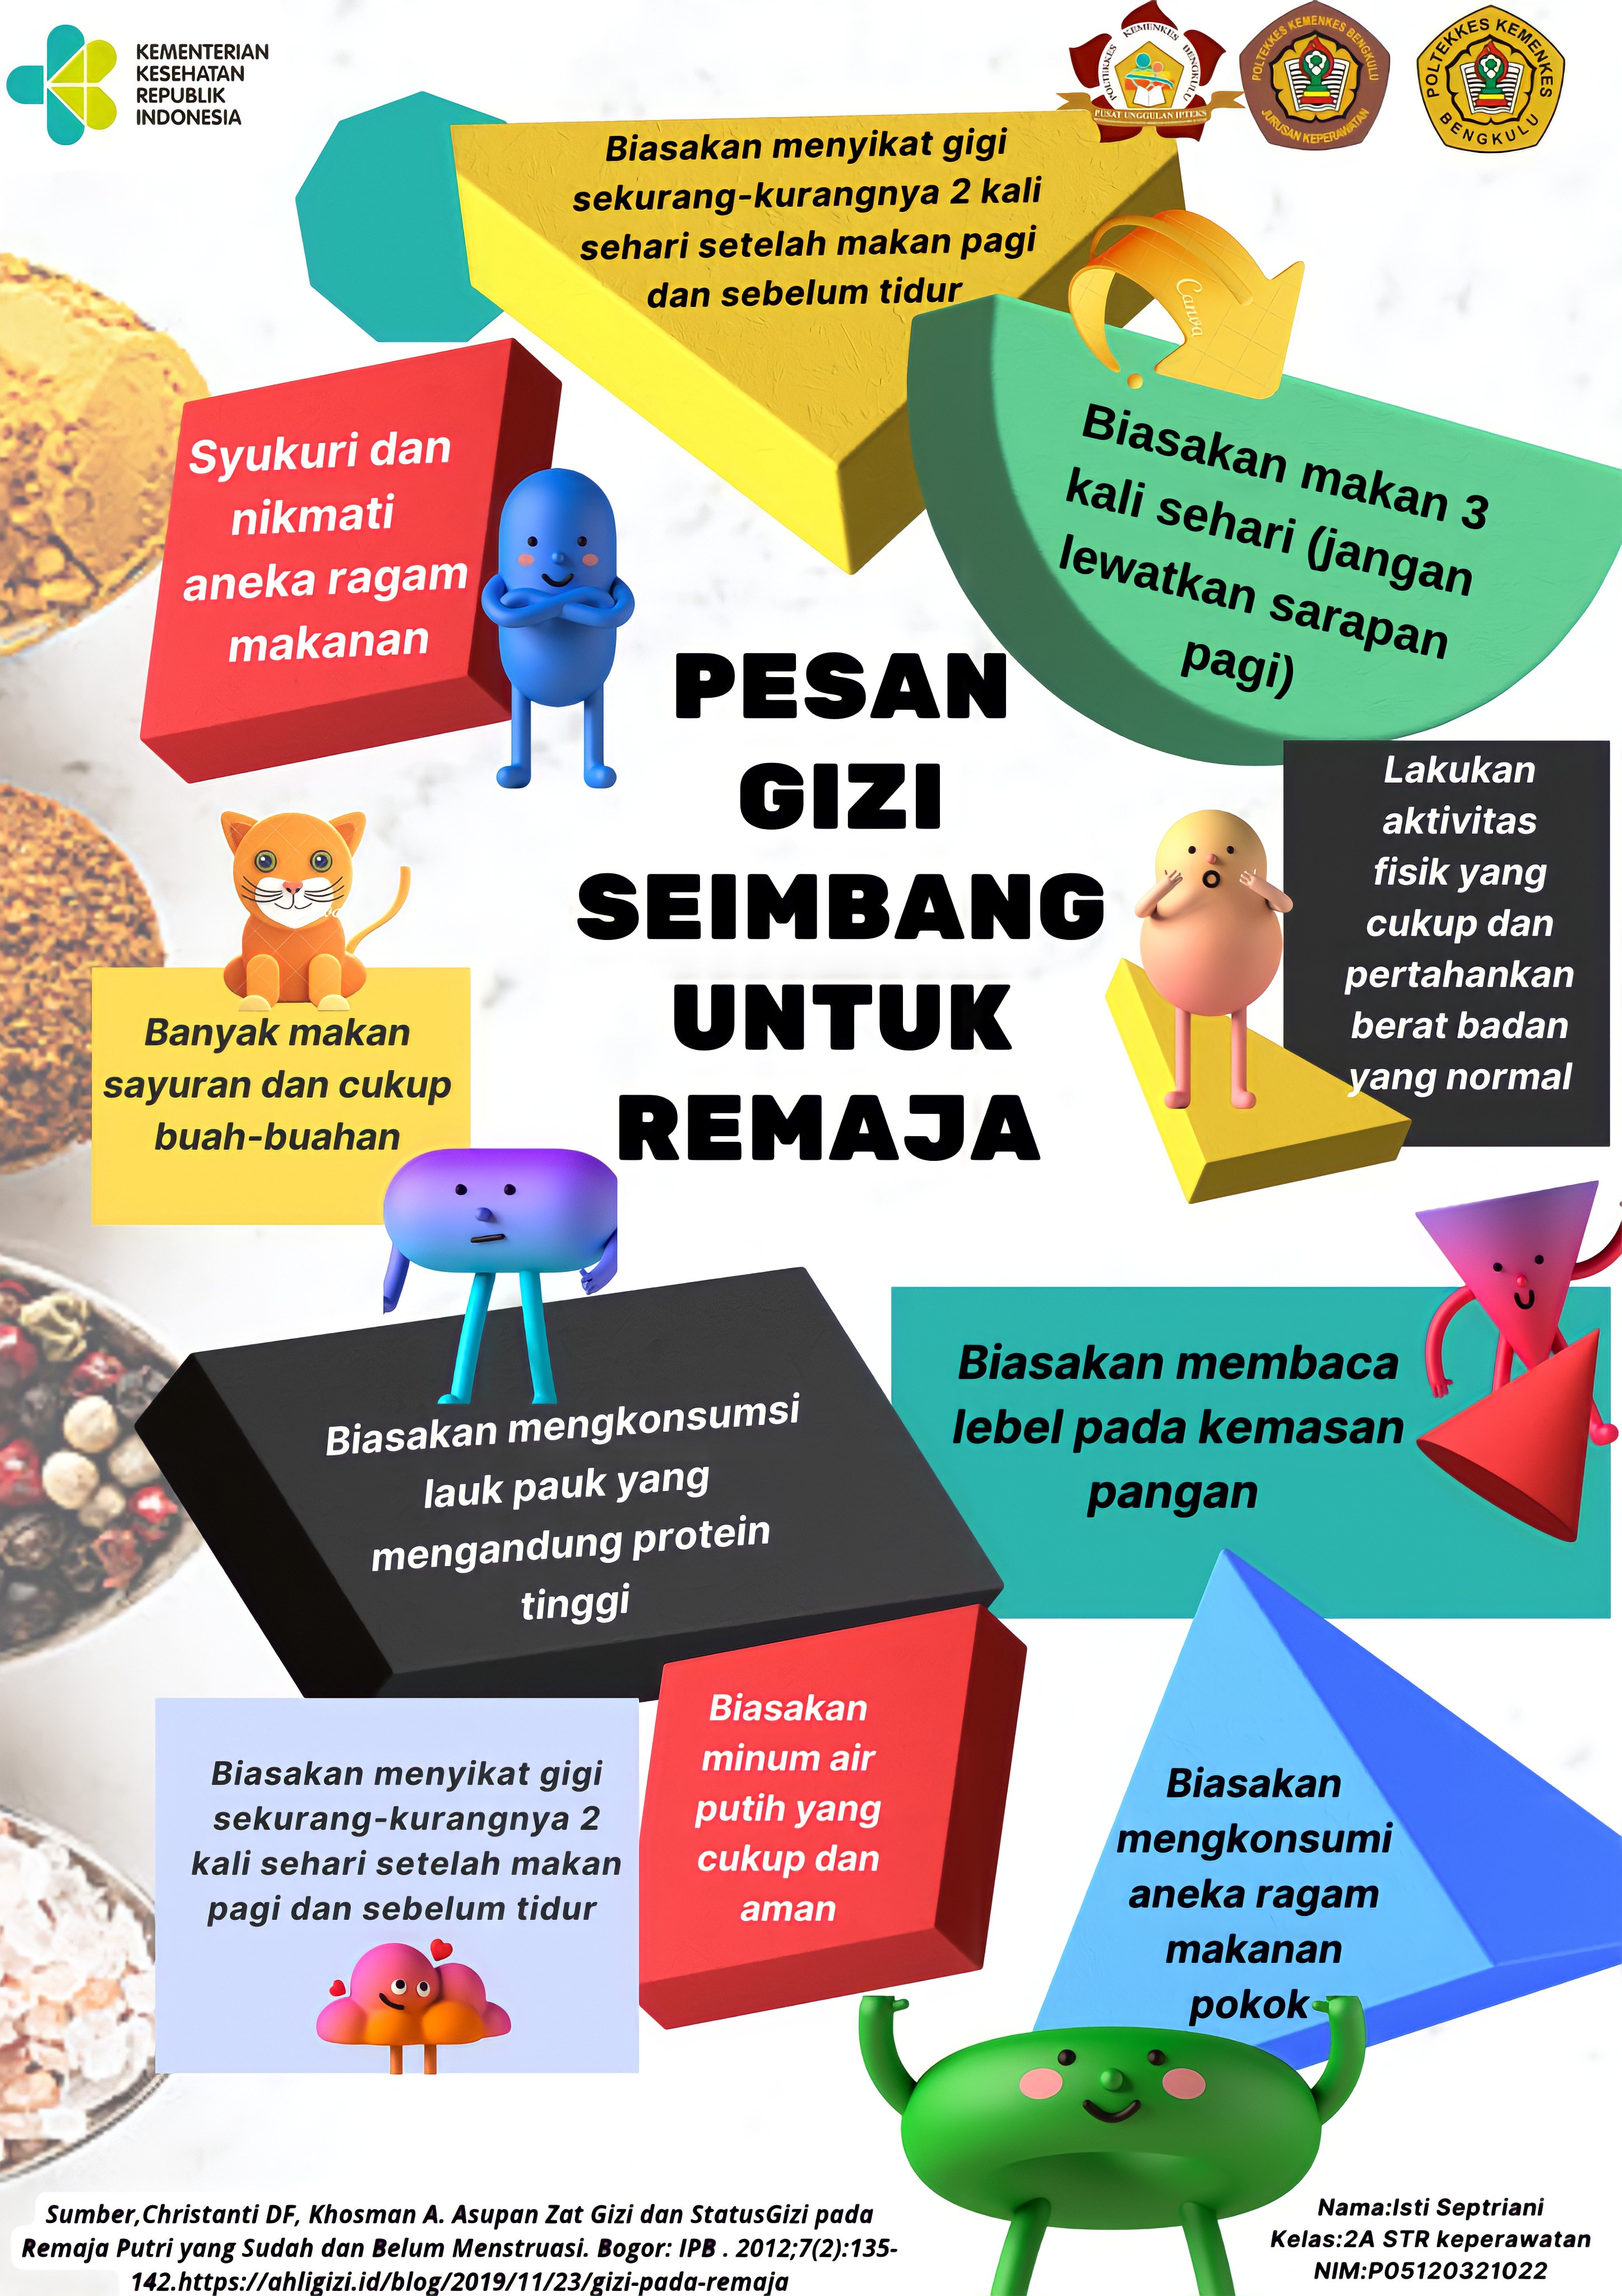 KEMENTERIAN
KESEHATAN
REPUBLIK
INDONESIA
POLTEKKES KEMENKES BENGKULU
PUSAT UNGGULAN IPTEKS
POLTEKKES KEMENKES BENGKULU
JURUSAN KEPERAWATAN
POLTEKKES KEMENKES
BENGKULU
Biasakan menyikat gigi
sekurang-kurangnya 2 kali
sehari setelah makan pagi
dan sebelum tidur
Canva
Syukuri dan
nikmati
aneka ragam
makanan
Biasakan makan 3
kali sehari (jangan
lewatkan sarapan
pagi)
PESAN
GIZI
SEIMBANG
UNTUK
REMAJA
Lakukan
aktivitas
fisik yang
cukup dan
pertahankan
berat badan
yang normal
Banyak makan
sayuran dan cukup
buah-buahan
Biasakan mengkonsumsi
lauk pauk yang
mengandung protein
tinggi
Biasakan membaca
lebel pada kemasan
pangan
Biasakan menyikat gigi
sekurang-kurangnya 2
kali sehari setelah makan
pagi dan sebelum tidur
Biasakan
minum air
putih yang
cukup dan
aman
Biasakan
mengkonsumi
aneka ragam
makanan
pokok
Sumber,Christanti DF, Khosman A. Asupan Zat Gizi dan StatusGizi pada
Remaja Putri yang Sudah dan Belum Menstruasi. Bogor: IPB . 2012;7(2):135-
142.https://ahligizi.id/blog/2019/11/23/gizi-pada-remaja
Nama:Isti Septriani
Kelas:2A STR keperawatan
NIM:P05120321022